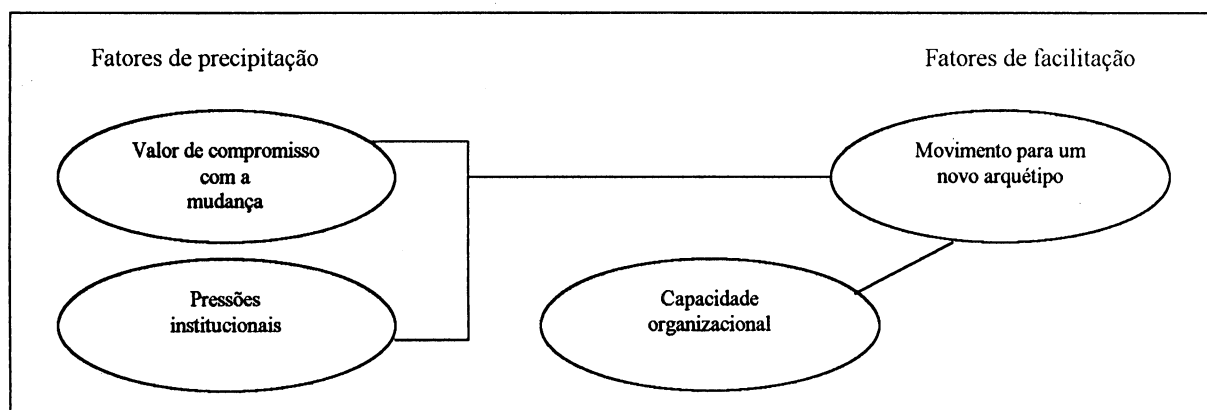 Fatores de precipitação
Fatores de facilitação
Valor de compromisso
com a
mudança
Movimento para um
novo arquétipo
Pressões
institucionais
Capacidade
organizacional